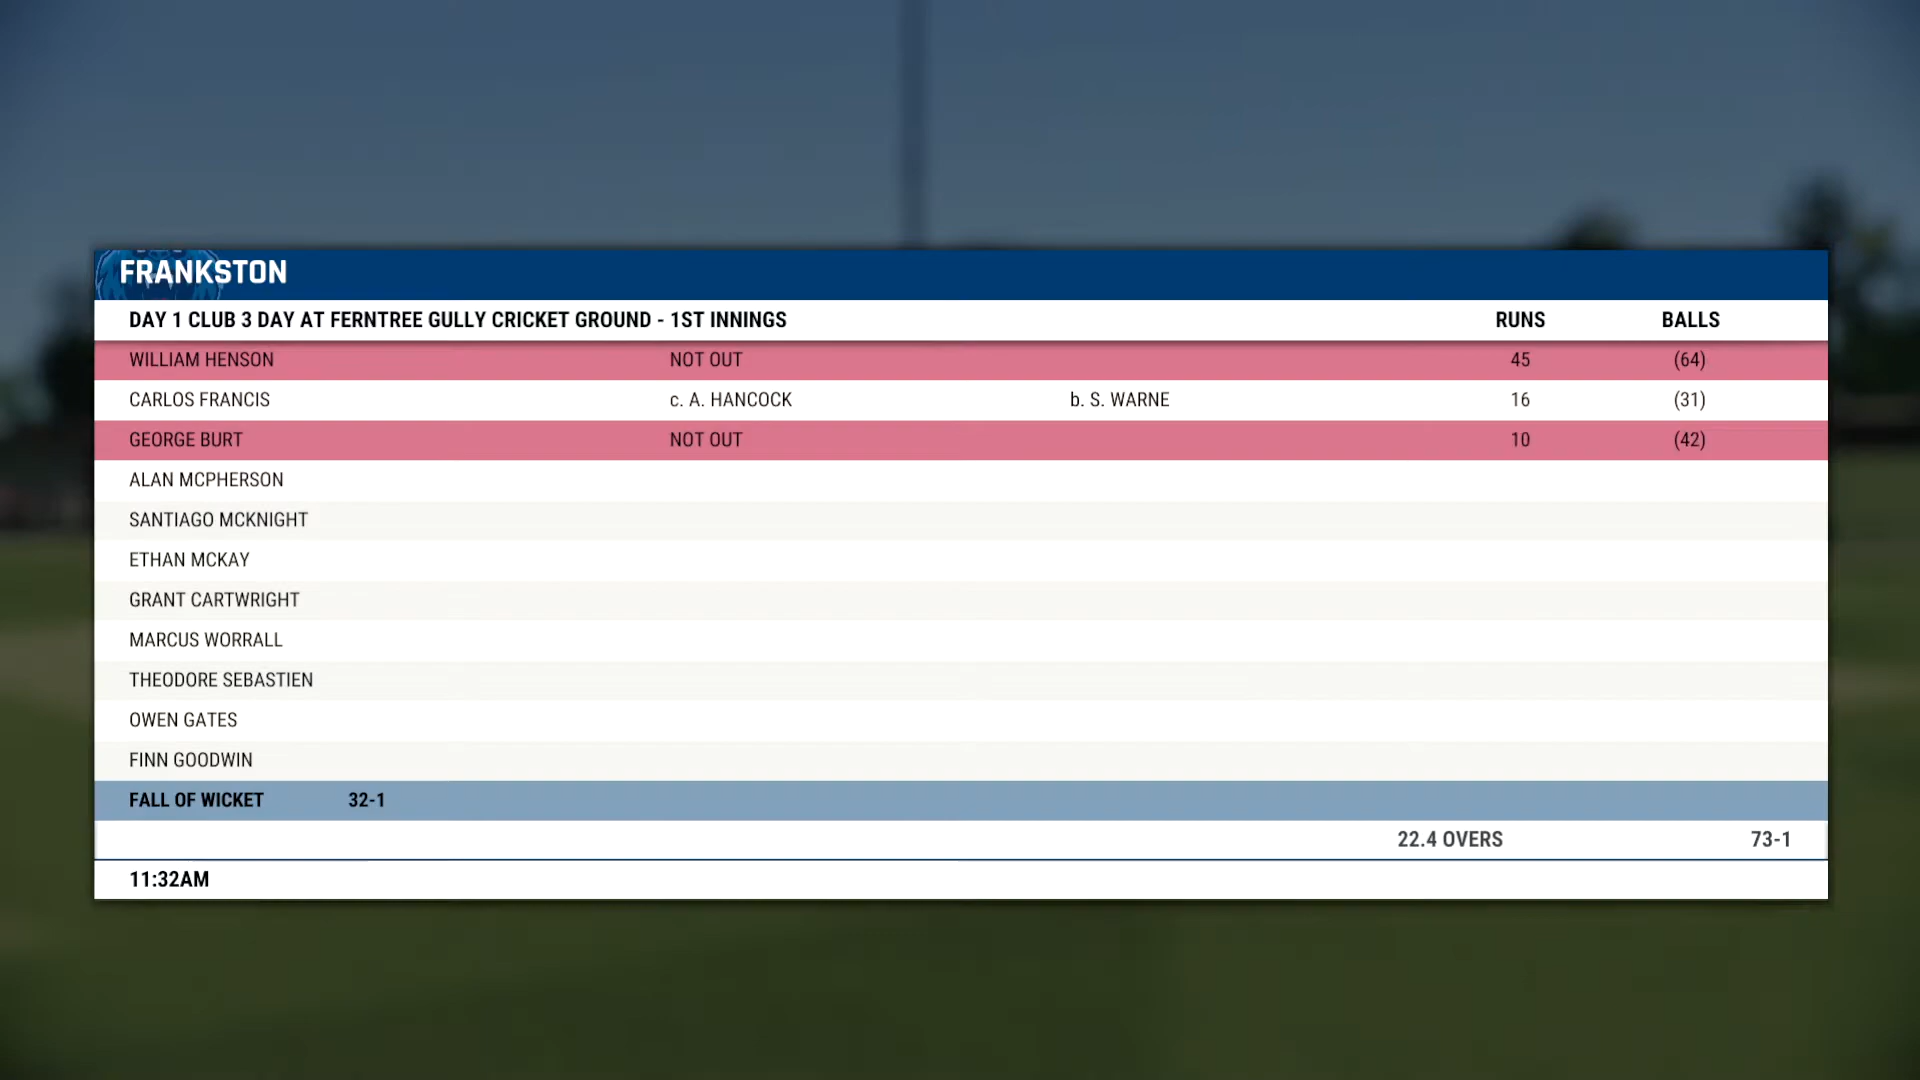 FRANKSTON
DAY 1 CLUB 3 DAY AT FERNTREE GULLY CRICKET GROUND - 1ST INNINGS RUNS BALLS
WILLIAM HENSON NOT OUT 45 (64)
CARLOS FRANCIS c. A. HANCOCK b. S. WARNE 16 (31)
GEORGE BURT NOT OUT 10 (42)
ALAN MCPHERSON
SANTIAGO MCKNIGHT
ETHAN MCKAY
GRANT CARTWRIGHT
MARCUS WORRALL
THEODORE SEBASTIEN
OWEN GATES
FINN GOODWIN
FALL OF WICKET 32-1
22.4 OVERS 73-1
11:32AM